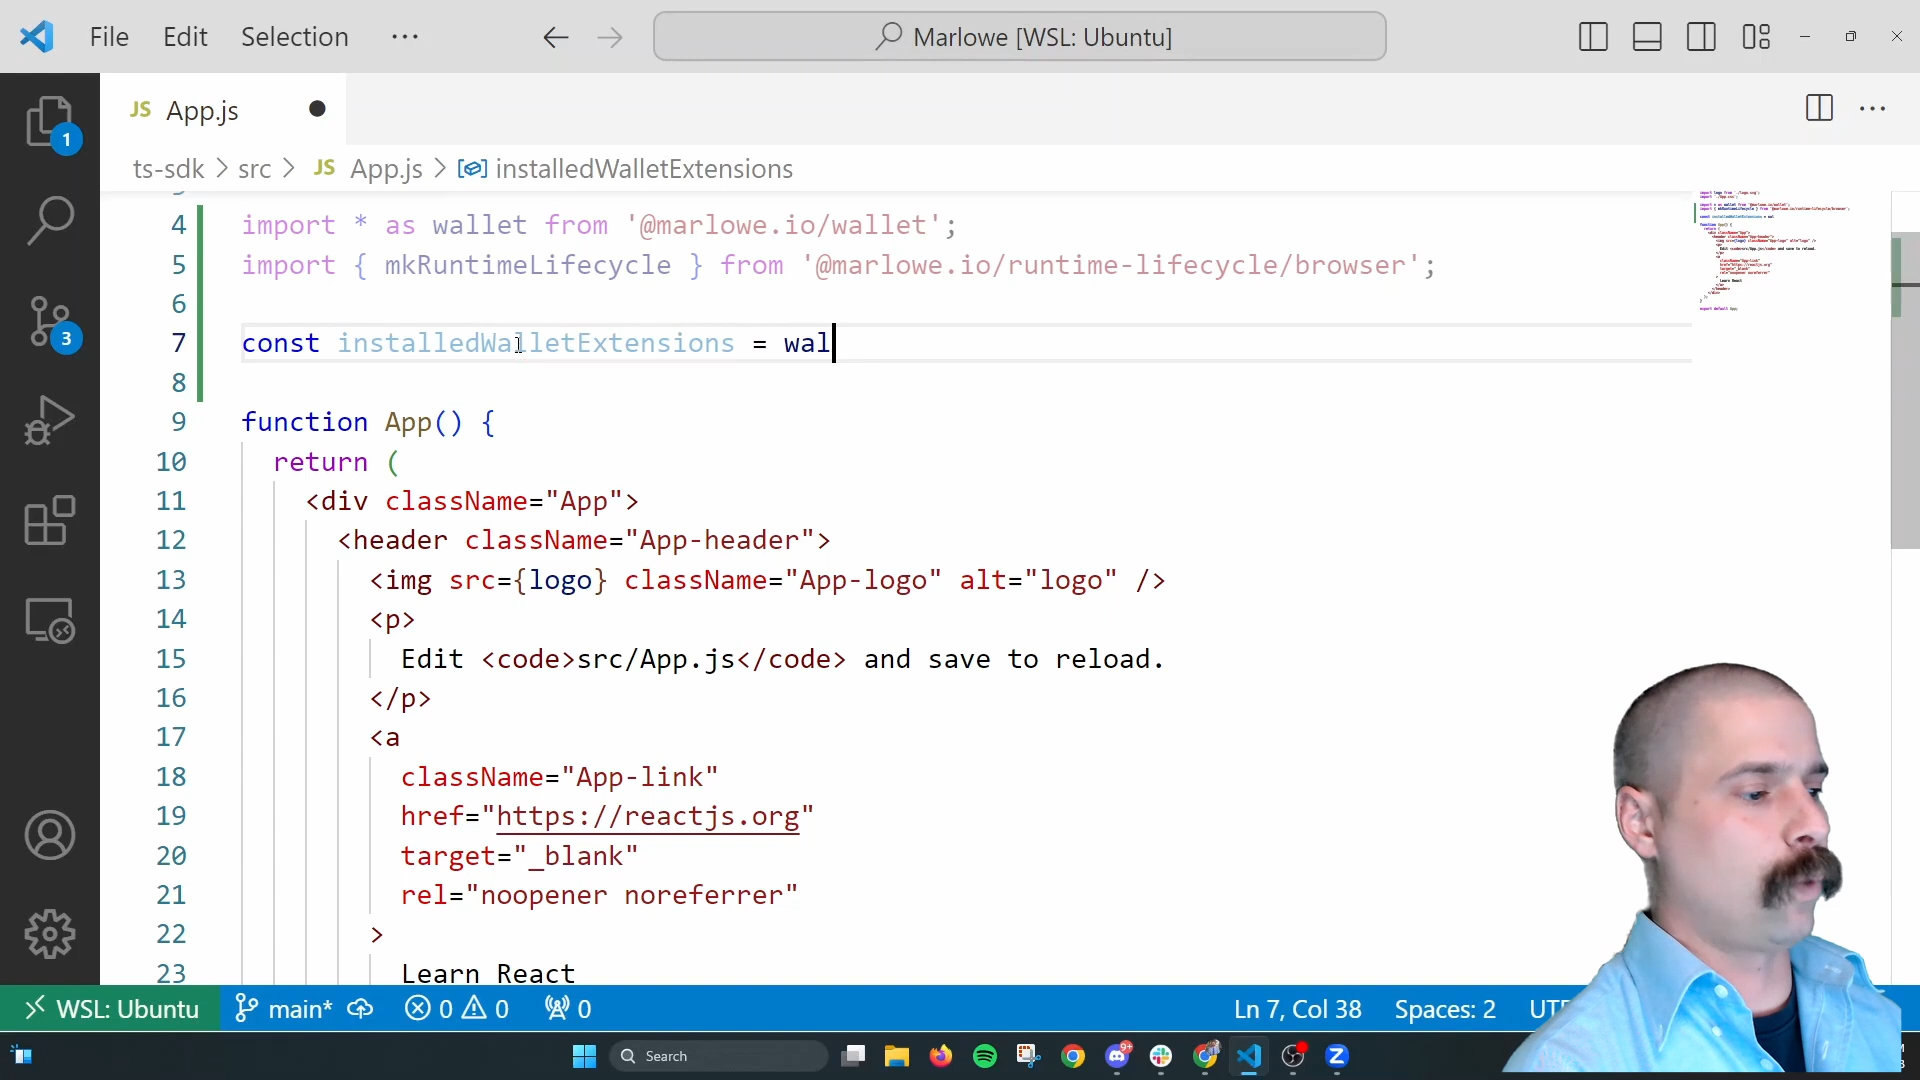 File Edit Selection ···
Marlowe [WSL: Ubuntu]
JS App.js
ts-sdk > src > JS App.js > installedWalletExtensions
1
3
4 import * as wallet from '@marlowe.io/wallet';
5 import { mkRuntimeLifecycle } from '@marlowe.io/runtime-lifecycle/browser';
6
7 const installedWalletExtensions = wal
8
9 function App() {
10 return (
11 <div className="App">
12 <header className="App-header">
13 <img src={logo} className="App-logo" alt="logo" />
14 <p>
15 Edit <code>src/App.js</code> and save to reload.
16 </p>
17 <a
18 className="App-link"
19 href="https://reactjs.org"
20 target="_blank"
21 rel="noopener noreferrer"
22 >
23 Learn React
WSL: Ubuntu main* 0 0 0 Ln 7, Col 38 Spaces: 2
Search 9+